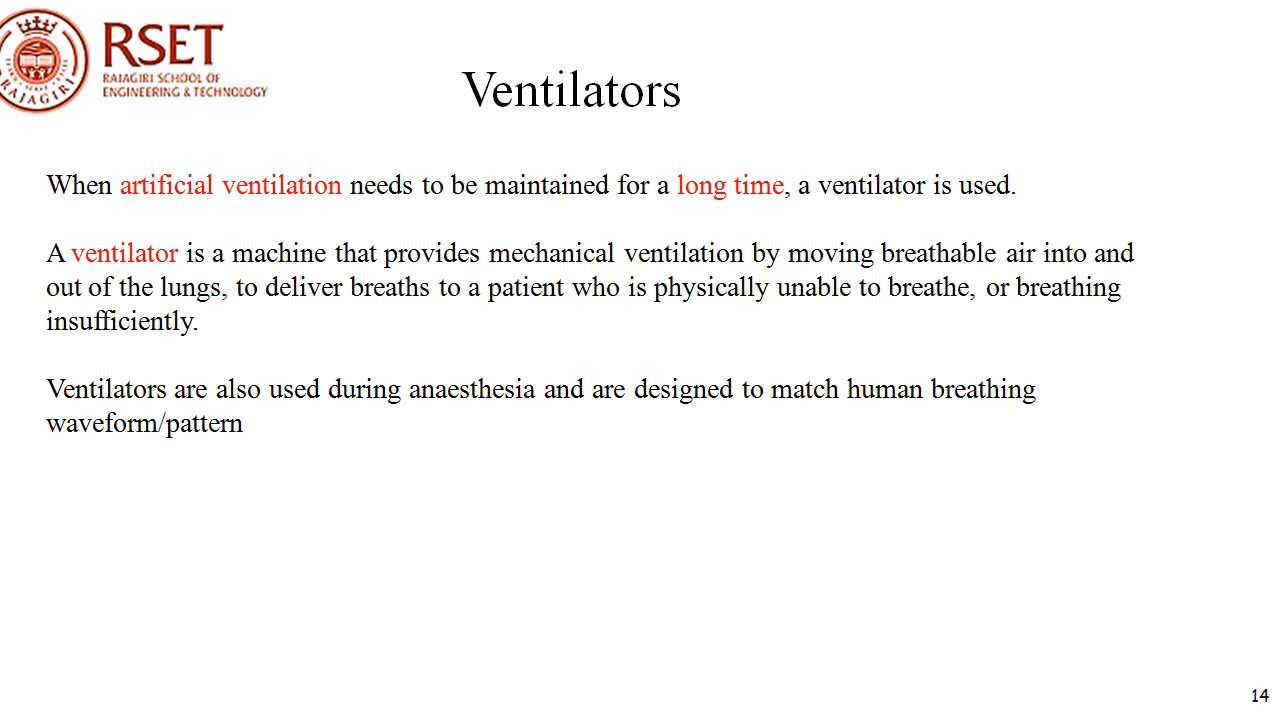 RSET
RAJAGIRI SCHOOL OF
ENGINEERING & TECHNOLOGY
RAJAGIRI
Ventilators
When artificial ventilation needs to be maintained for a long time, a ventilator is used.
A ventilator is a machine that provides mechanical ventilation by moving breathable air into and
out of the lungs, to deliver breaths to a patient who is physically unable to breathe, or breathing
insufficiently.
Ventilators are also used during anaesthesia and are designed to match human breathing
waveform/pattern
14